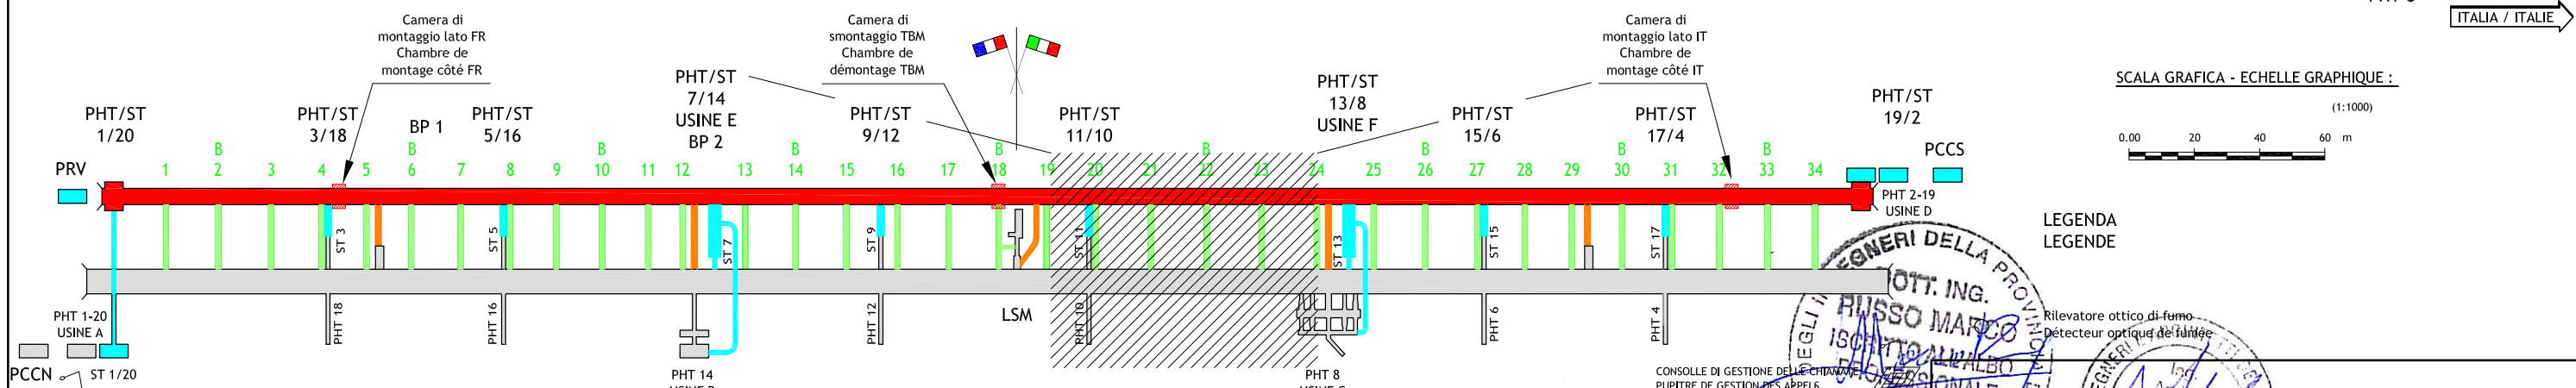 ITALIA / ITALIE
Camera di
montaggio lato FR
Chambre de
montage côté FR
Camera di
smontaggio TBM
Chambre de
démontage TBM
Camera di
montaggio lato IT
Chambre de
montage côté IT
SCALA GRAFICA - ECHELLE GRAPHIQUE :
(1:1000)
0.00 20 40 60 m
PHT/ST
1/20
PHT/ST
3/18
BP 1
PHT/ST
5/16
PHT/ST
7/14
USINE E
BP 2
PHT/ST
9/12
PHT/ST
11/10
PHT/ST
13/8
USINE F
PHT/ST
15/6
PHT/ST
17/4
PHT/ST
19/2
B B B B B B B B B
PRV
1 2 3 4 5 6 7 8 9 10 11 12 13 14 15 16 17 18 19 20 21 22 23 24 25 26 27 28 29 30 31 32 33 34
PCCS
PHT 2-19
USINE D
LEGENDA
LEGENDE
ST 3
ST 5
ST 7
ST 9
ST 11
ST 13
ST 15
ST 17
PHT 1-20
USINE A
PHT 18
PHT 16
PHT 12
LSM
PHT 10
PHT 6
PHT 4
PCCN
ST 1/20
PHT 14
PHT 8
DELLA
DOTT. ING.
RUSSO MARCO
Rilevatore ottico di fumo
Détecteur optique de fumée
CONSOLLE DI GESTIONE DELLE CHIAMATE